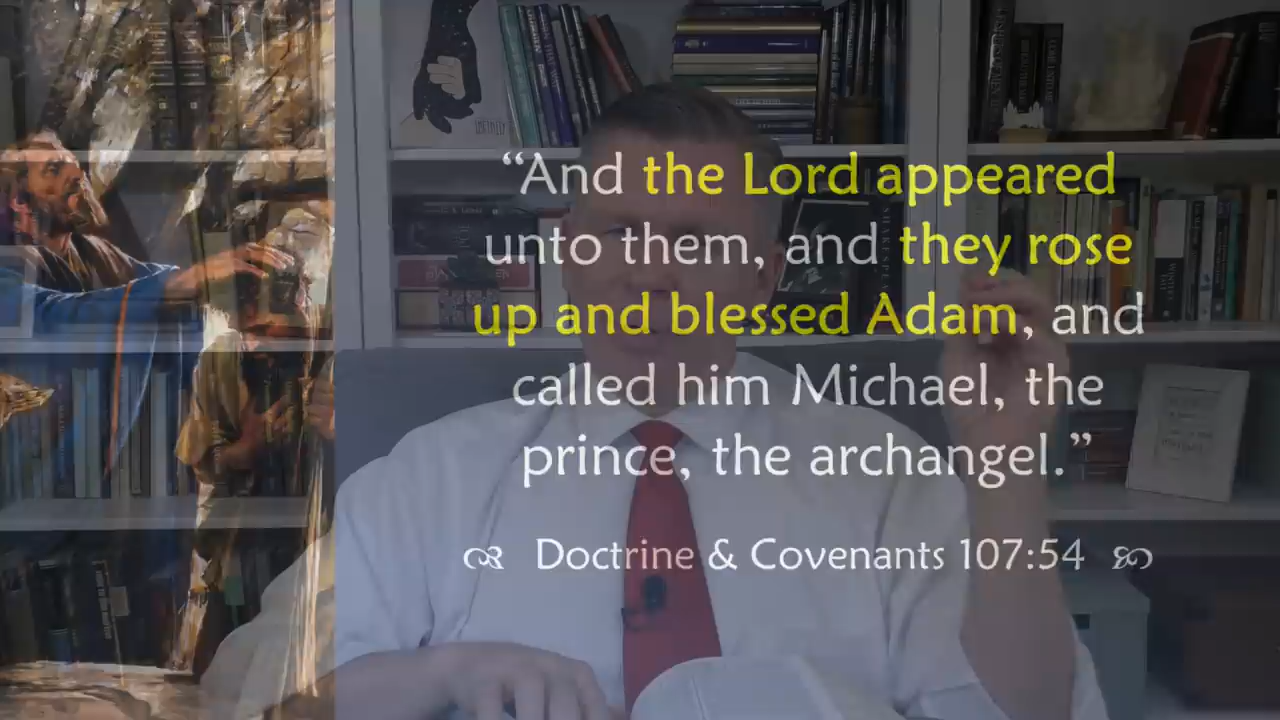 “And the Lord appeared
unto them, and they rose
up and blessed Adam, and
called him Michael, the
prince, the archangel.”
Doctrine & Covenants 107:54